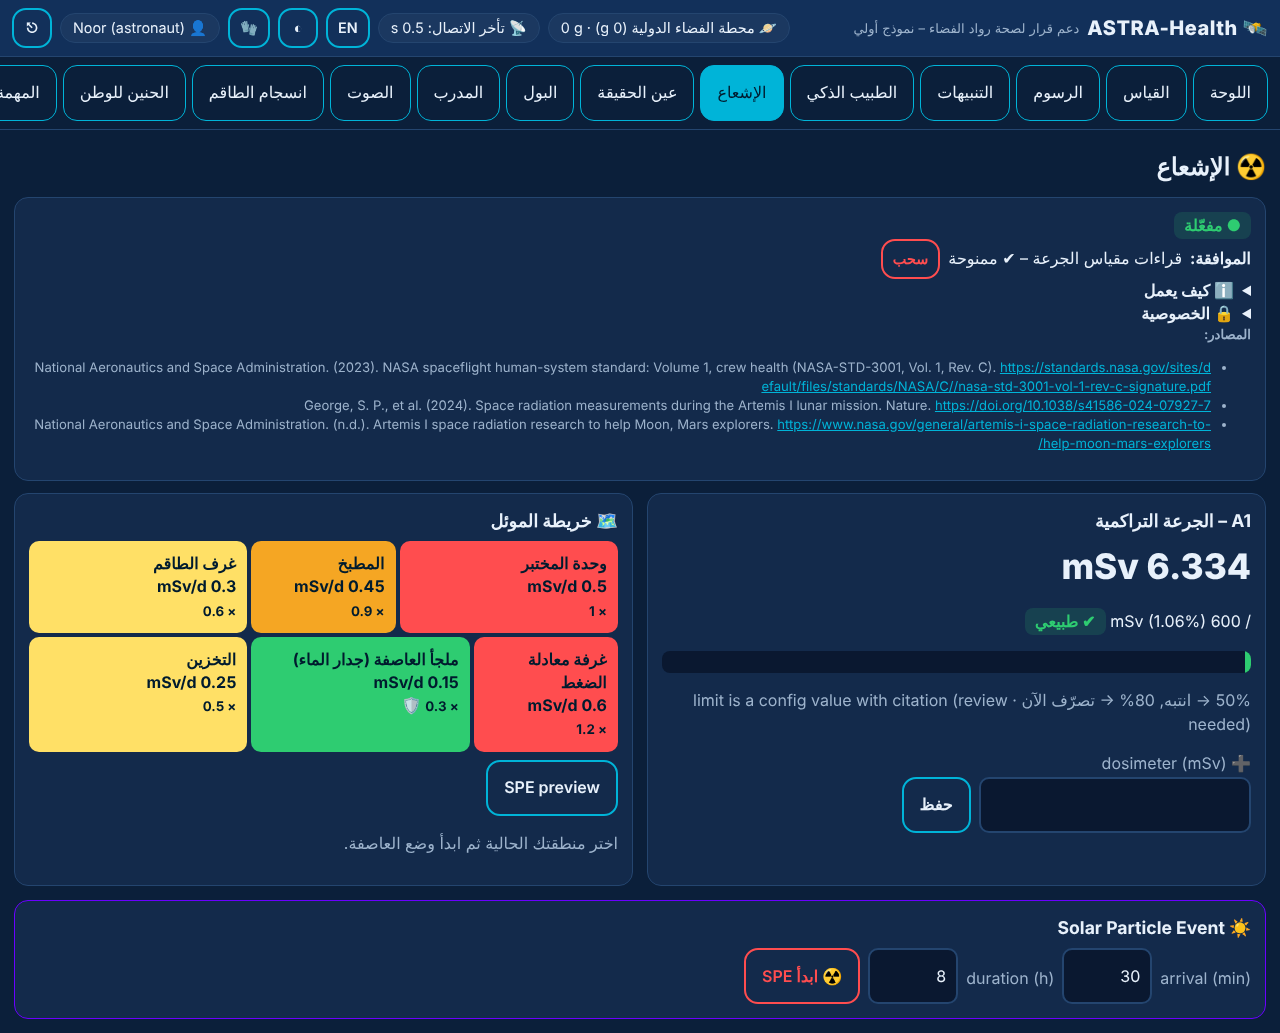 🛰️ ASTRA-Health دعم قرار لصحة رواد الفضاء – نموذج أولي
🪐 محطة الفضاء الدولية (0 g) · 0 g
📡 تأخر الاتصال: 0.5 s
EN
👤 Noor (astronaut)
اللوحة
القياس
الرسوم
التنبيهات
الطبيب الذكي
الإشعاع
عين الحقيقة
البول
المدرب
الصوت
انسجام الطاقم
الحنين للوطن
المهمة
☢️ الإشعاع
● مفعّلة
الموافقة: قراءات مقياس الجرعة – ✔ ممنوحة سحب
◀ ℹ️ كيف يعمل
◀ 🔒 الخصوصية
المصادر:
• National Aeronautics and Space Administration. (2023). NASA spaceflight human-system standard: Volume 1, crew health (NASA-STD-3001, Vol. 1, Rev. C). https://standards.nasa.gov/sites/d
efault/files/standards/NASA/C//nasa-std-3001-vol-1-rev-c-signature.pdf
• George, S. P., et al. (2024). Space radiation measurements during the Artemis I lunar mission. Nature. https://doi.org/10.1038/s41586-024-07927-7
• National Aeronautics and Space Administration. (n.d.). Artemis I space radiation research to help Moon, Mars explorers. https://www.nasa.gov/general/artemis-i-space-radiation-research-to-
help-moon-mars-explorers/
A1 – الجرعة التراكمية
6.334 mSv
/ 600 mSv (1.06%) ✔ طبيعي
50% → انتبه, 80% → تصرّف الآن · limit is a config value with citation (review
needed)
➕ dosimeter (mSv)
حفظ
🗺️ خريطة الموئل
وحدة المختبر
0.5 mSv/d
× 1
المطبخ
0.45 mSv/d
× 0.9
غرف الطاقم
0.3 mSv/d
× 0.6
غرفة معادلة
الضغط
0.6 mSv/d
× 1.2
ملجأ العاصفة (جدار الماء)
0.15 mSv/d
× 0.3 🛡️
التخزين
0.25 mSv/d
× 0.5
SPE preview
اختر منطقتك الحالية ثم ابدأ وضع العاصفة.
☀️ Solar Particle Event
arrival (min) 30 duration (h) 8 ☢️ ابدأ SPE